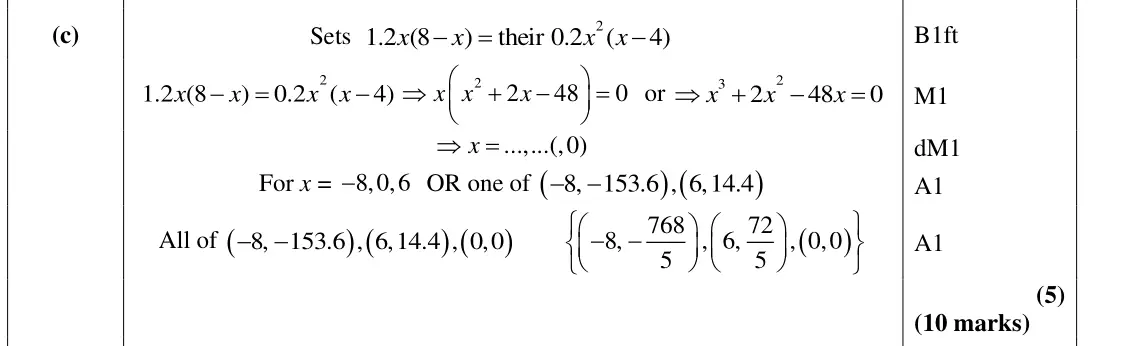 (c) Sets 1.2x(8 − x) = their 0.2x²(x − 4) B1ft
1.2x(8 − x) = 0.2x²(x − 4) ⇒ x(x² + 2x − 48) = 0 or ⇒ x³ + 2x² − 48x = 0 M1
⇒ x = ...,...(,0) dM1
For x = −8,0,6 OR one of (−8, −153.6),(6,14.4) A1
All of (−8, −153.6),(6,14.4),(0,0) {(−8, −768/5),(6, 72/5),(0,0)} A1
(5)
(10 marks)